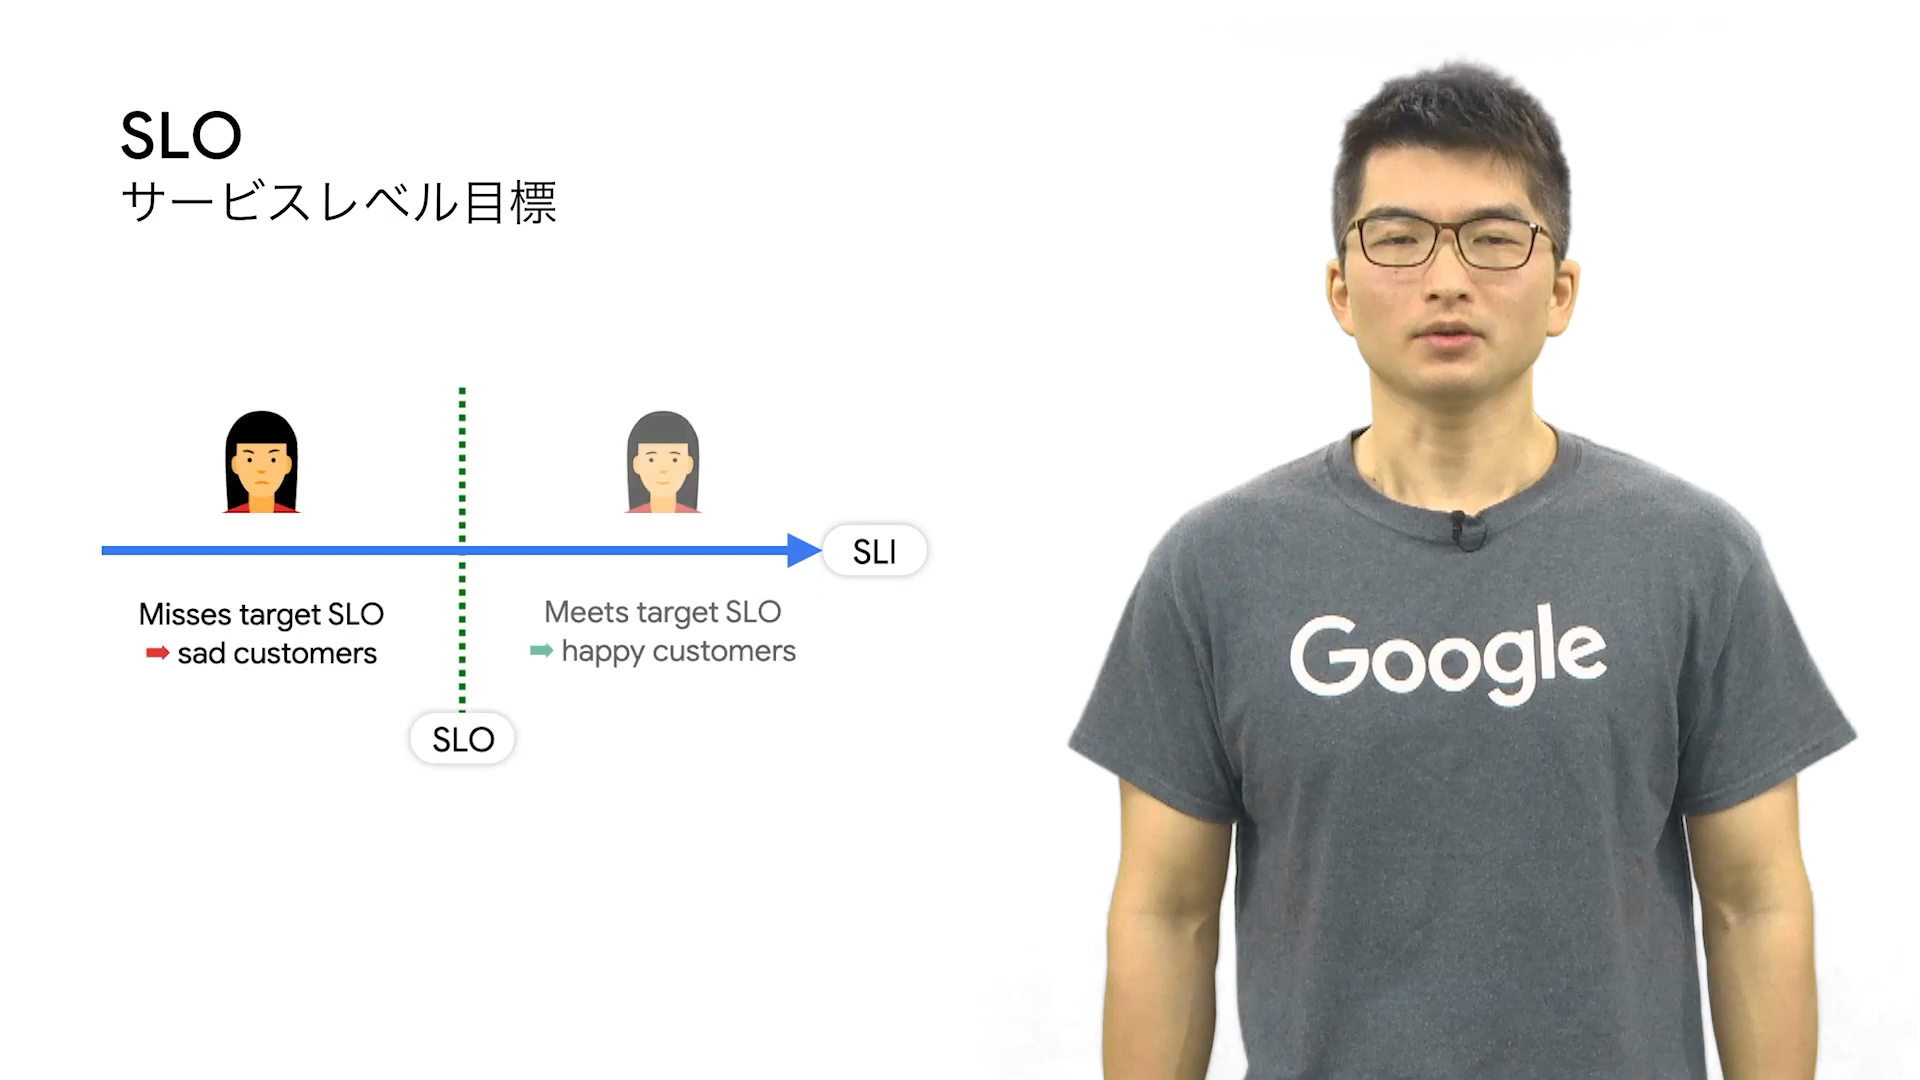 SLO
サービスレベル目標
SLI
Misses target SLO
➡ sad customers
Meets target SLO
➡ happy customers
SLO
Google